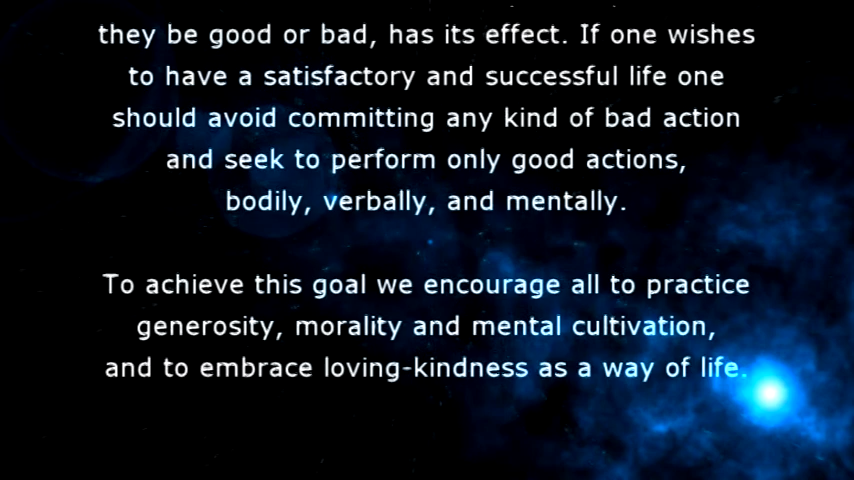 they be good or bad, has its effect. If one wishes
to have a satisfactory and successful life one
should avoid committing any kind of bad action
and seek to perform only good actions,
bodily, verbally, and mentally.
To achieve this goal we encourage all to practice
generosity, morality and mental cultivation,
and to embrace loving-kindness as a way of life.